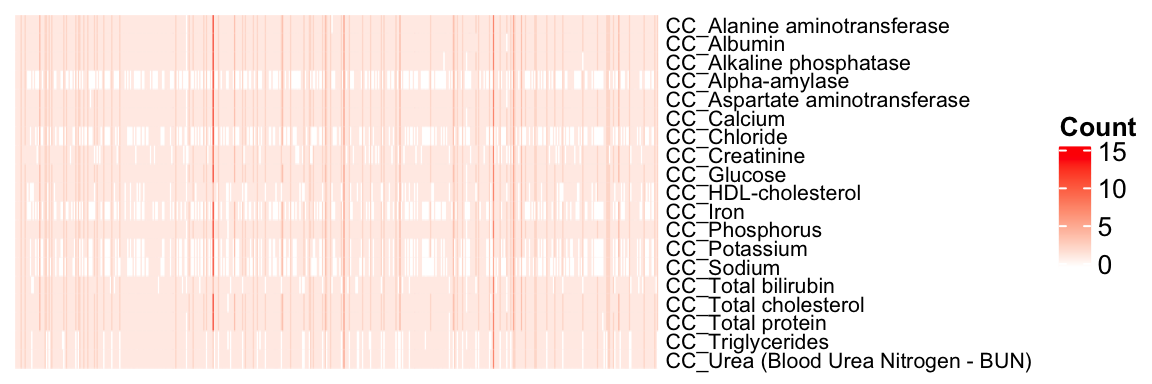 CC_Alanine aminotransferase
CC_Albumin
CC_Alkaline phosphatase
CC_Alpha-amylase
CC_Aspartate aminotransferase
CC_Calcium
CC_Chloride
CC_Creatinine
CC_Glucose
CC_HDL-cholesterol
CC_Iron
CC_Phosphorus
CC_Potassium
CC_Sodium
CC_Total bilirubin
CC_Total cholesterol
CC_Total protein
CC_Triglycerides
CC_Urea (Blood Urea Nitrogen - BUN)
Count
15
10
5
0